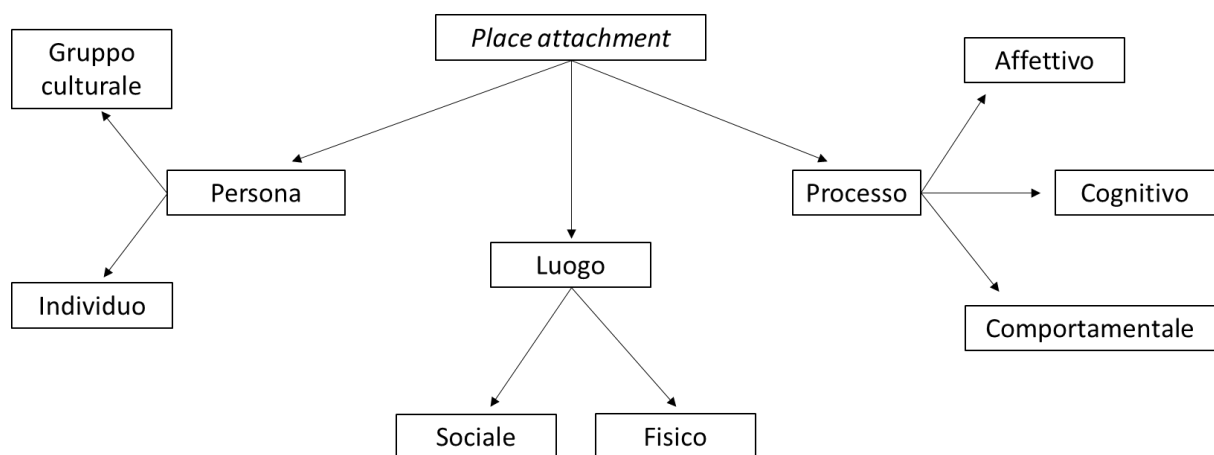 Place attachment
Gruppo
culturale
Affettivo
Persona
Processo
Cognitivo
Luogo
Individuo
Comportamentale
Sociale
Fisico